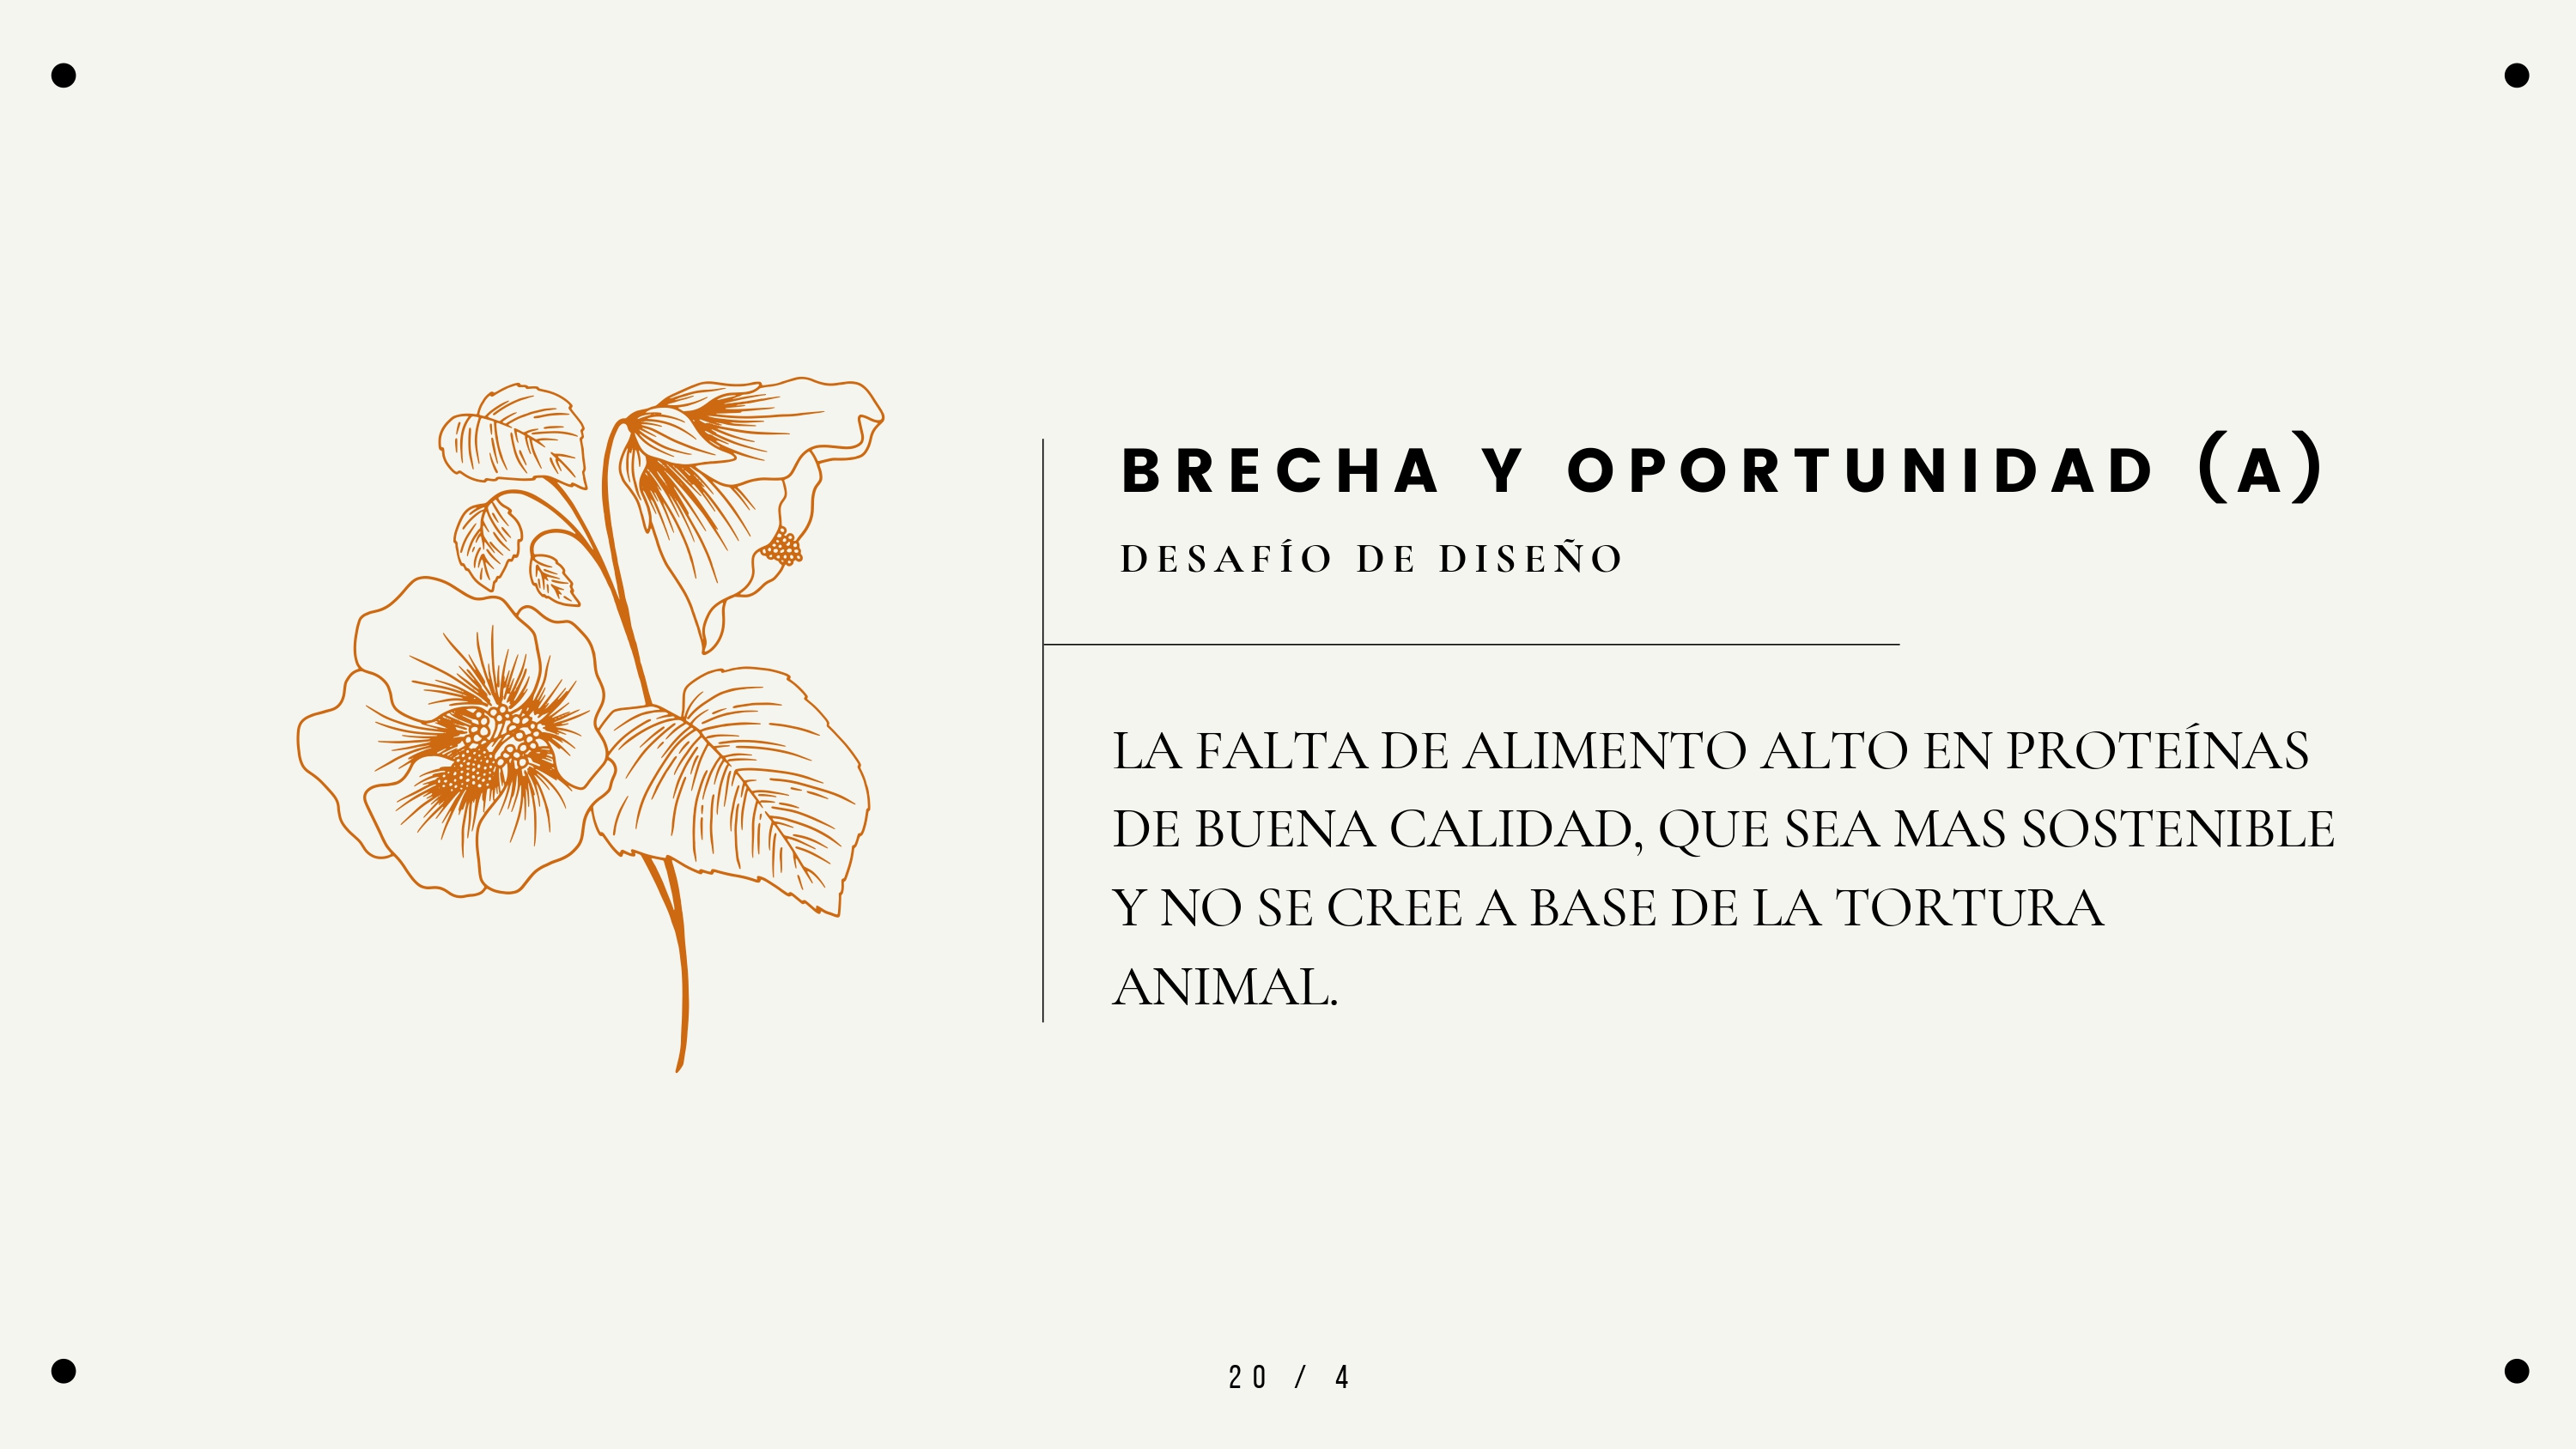 BRECHA Y OPORTUNIDAD (A)
DESAFÍO DE DISEÑO
LA FALTA DE ALIMENTO ALTO EN PROTEÍNAS
DE BUENA CALIDAD, QUE SEA MAS SOSTENIBLE
Y NO SE CREE A BASE DE LA TORTURA
ANIMAL.
20 / 4